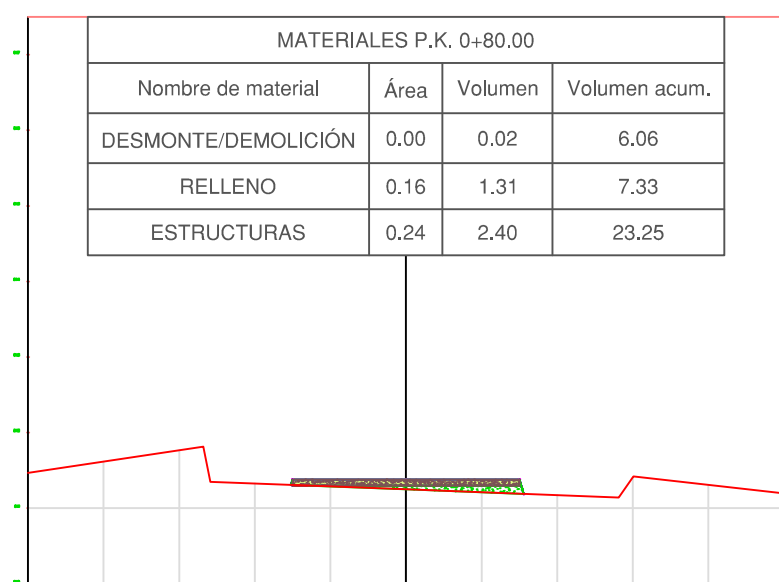 MATERIALES P.K. 0+80.00
Nombre de material Área Volumen Volumen acum.
DESMONTE/DEMOLICIÓN 0.00 0.02 6.06
RELLENO 0.16 1.31 7.33
ESTRUCTURAS 0.24 2.40 23.25